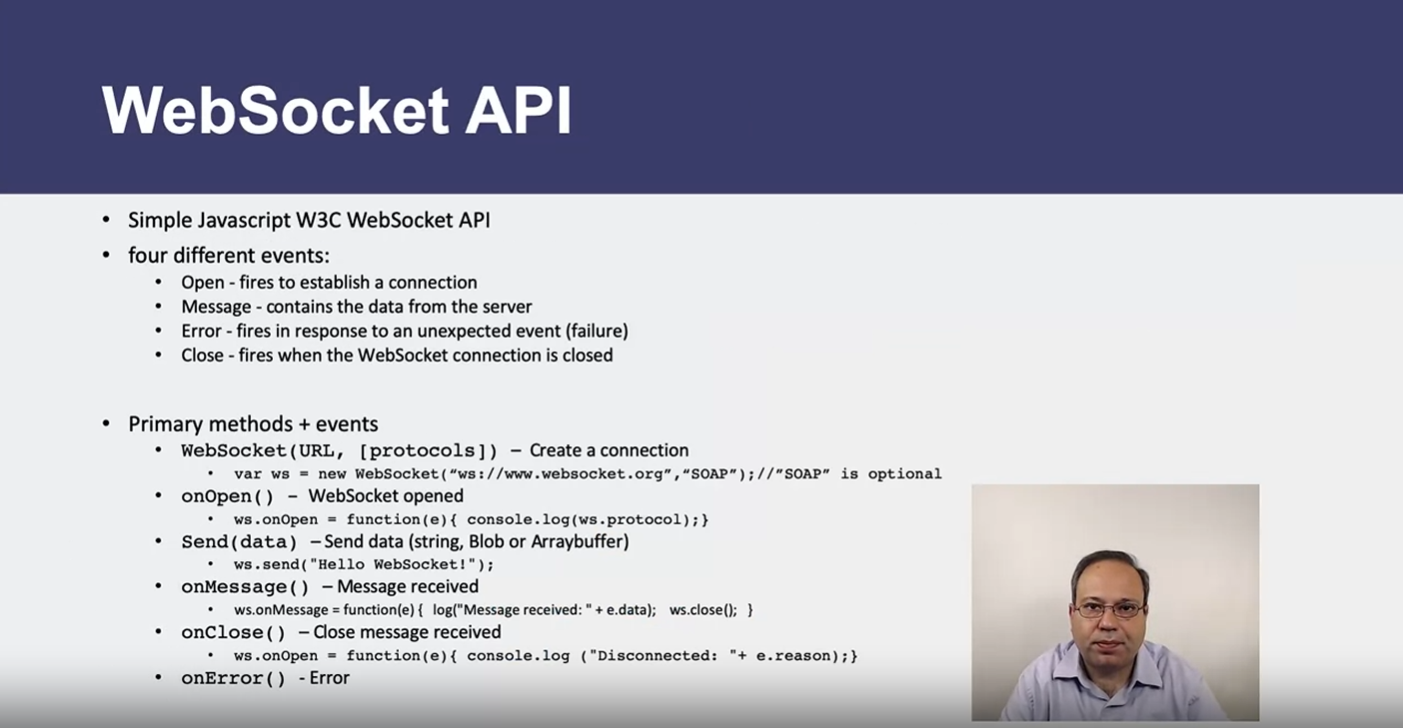 WebSocket API
• Simple Javascript W3C WebSocket API
• four different events:
• Open - fires to establish a connection
• Message - contains the data from the server
• Error - fires in response to an unexpected event (failure)
• Close - fires when the WebSocket connection is closed
• Primary methods + events
• WebSocket(URL, [protocols]) – Create a connection
• var ws = new WebSocket(“ws://www.websocket.org”,“SOAP”);//”SOAP” is optional
• onOpen() – WebSocket opened
• ws.onOpen = function(e){ console.log(ws.protocol);}
• Send(data) – Send data (string, Blob or Arraybuffer)
• ws.send("Hello WebSocket!");
• onMessage() – Message received
• ws.onMessage = function(e) { log("Message received: " + e.data); ws.close(); }
• onClose() – Close message received
• ws.onOpen = function(e){ console.log ("Disconnected: "+ e.reason);}
• onError() - Error